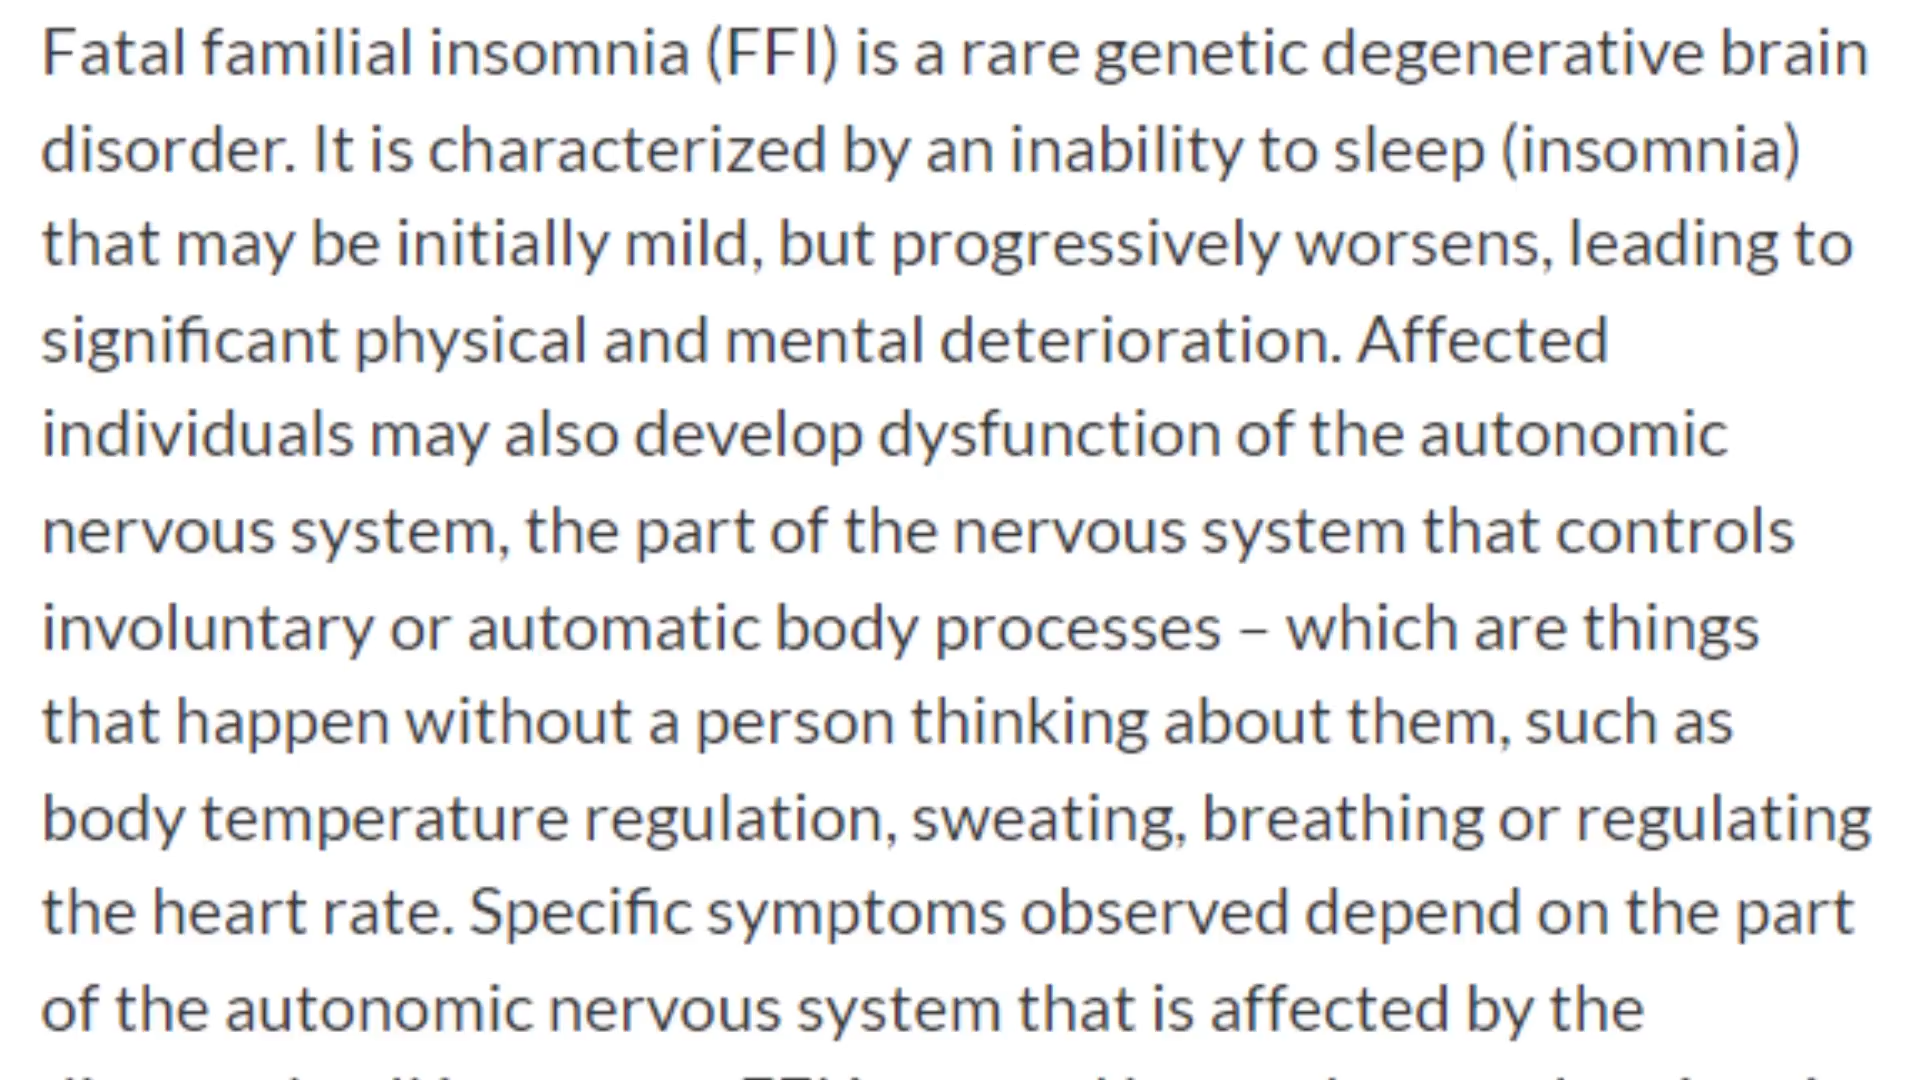 Fatal familial insomnia (FFI) is a rare genetic degenerative brain
disorder. It is characterized by an inability to sleep (insomnia)
that may be initially mild, but progressively worsens, leading to
significant physical and mental deterioration. Affected
individuals may also develop dysfunction of the autonomic
nervous system, the part of the nervous system that controls
involuntary or automatic body processes – which are things
that happen without a person thinking about them, such as
body temperature regulation, sweating, breathing or regulating
the heart rate. Specific symptoms observed depend on the part
of the autonomic nervous system that is affected by the